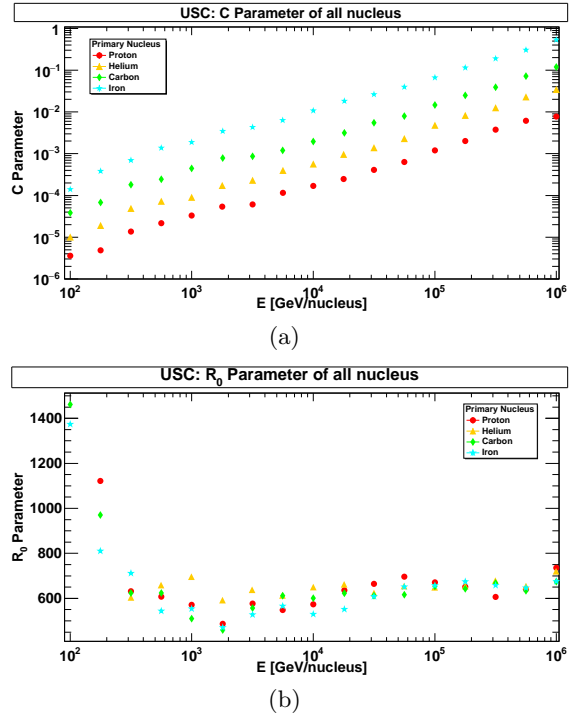 USC: C Parameter of all nucleus
C Parameter
1
10⁻¹
10⁻²
10⁻³
10⁻⁴
10⁻⁵
10⁻⁶
Primary Nucleus
Proton
Helium
Carbon
Iron
10² 10³ 10⁴ 10⁵ 10⁶
E [GeV/nucleus]
(a)
USC: R₀ Parameter of all nucleus
R₀ Parameter
1400
1200
1000
800
600
Primary Nucleus
Proton
Helium
Carbon
Iron
10² 10³ 10⁴ 10⁵ 10⁶
E [GeV/nucleus]
(b)